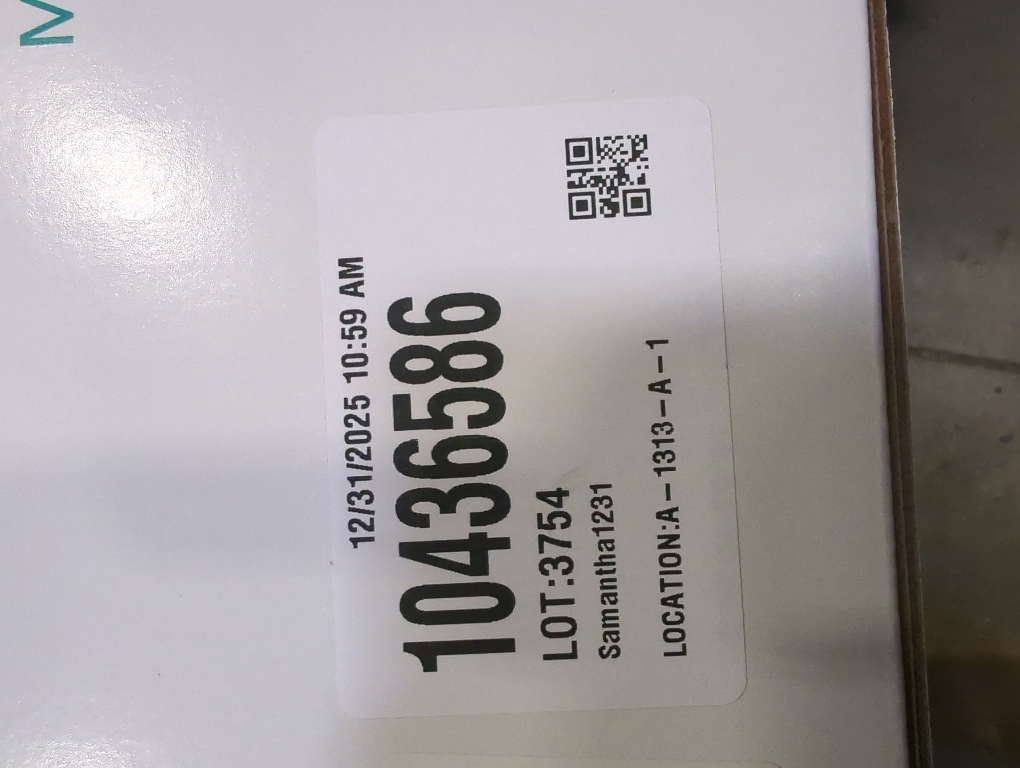 M
12/31/2025 10:59 AM
10436586
LOT:3754
Samantha1231
LOCATION:A-1313-A-1